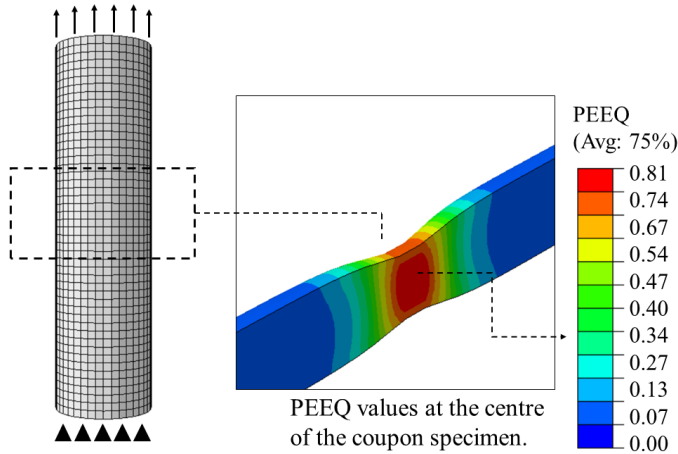 PEEQ
(Avg: 75%)
0.81
0.74
0.67
0.54
0.47
0.40
0.34
0.27
0.13
0.07
0.00
PEEQ values at the centre
of the coupon specimen.